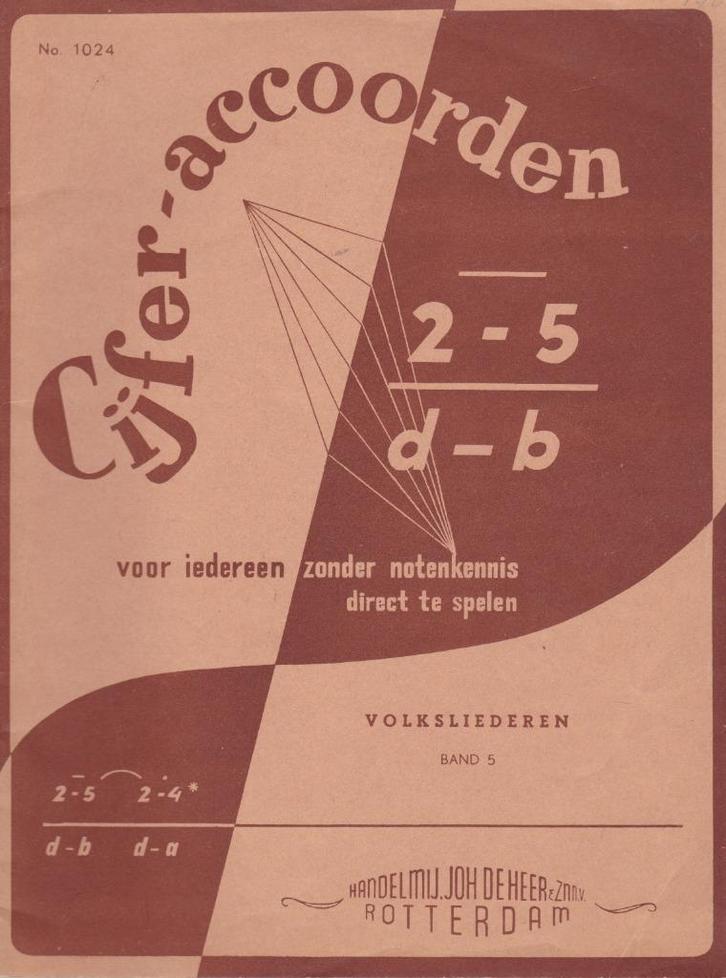 No. 1024
Cijfer-accoorden
2 - 5
d – b
voor iedereen zonder notenkennis
direct te spelen
VOLKSLIEDEREN
BAND 5
2-5 2-4*
d-b d-a
HANDELMIJ. JOH DE HEER & ZN N.V.
ROTTERDAM